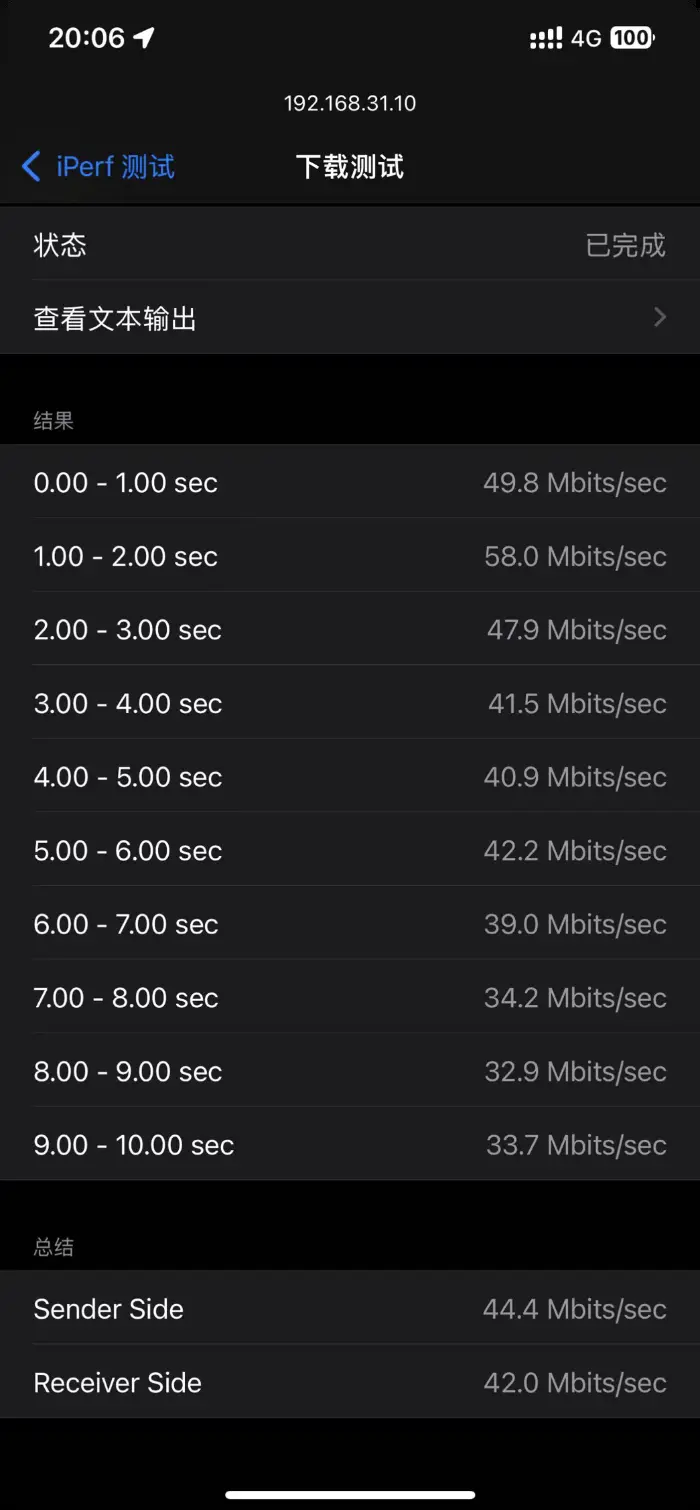 20:06 4G 100
192.168.31.10
iPerf 测试 下载测试
状态 已完成
查看文本输出
结果
0.00 - 1.00 sec 49.8 Mbits/sec
1.00 - 2.00 sec 58.0 Mbits/sec
2.00 - 3.00 sec 47.9 Mbits/sec
3.00 - 4.00 sec 41.5 Mbits/sec
4.00 - 5.00 sec 40.9 Mbits/sec
5.00 - 6.00 sec 42.2 Mbits/sec
6.00 - 7.00 sec 39.0 Mbits/sec
7.00 - 8.00 sec 34.2 Mbits/sec
8.00 - 9.00 sec 32.9 Mbits/sec
9.00 - 10.00 sec 33.7 Mbits/sec
总结
Sender Side 44.4 Mbits/sec
Receiver Side 42.0 Mbits/sec